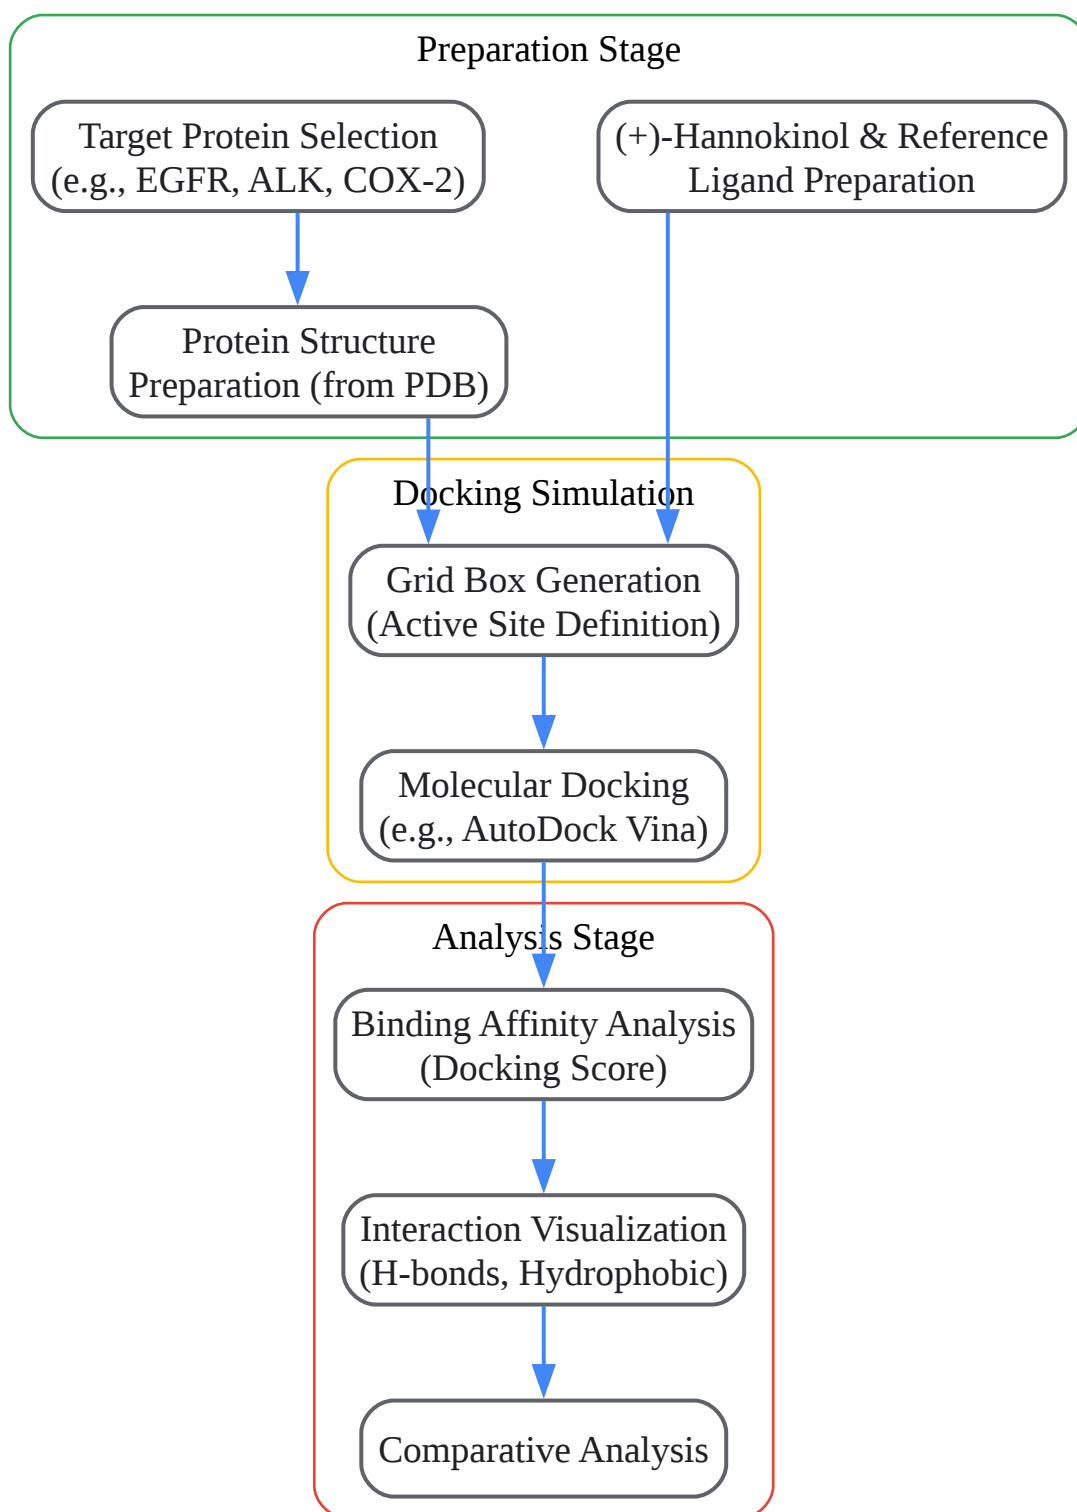 Preparation Stage
Target Protein Selection
(e.g., EGFR, ALK, COX-2)
(+)-Hannokinol & Reference
Ligand Preparation
Protein Structure
Preparation (from PDB)
Docking Simulation
Grid Box Generation
(Active Site Definition)
Molecular Docking
(e.g., AutoDock Vina)
Analysis Stage
Binding Affinity Analysis
(Docking Score)
Interaction Visualization
(H-bonds, Hydrophobic)
Comparative Analysis